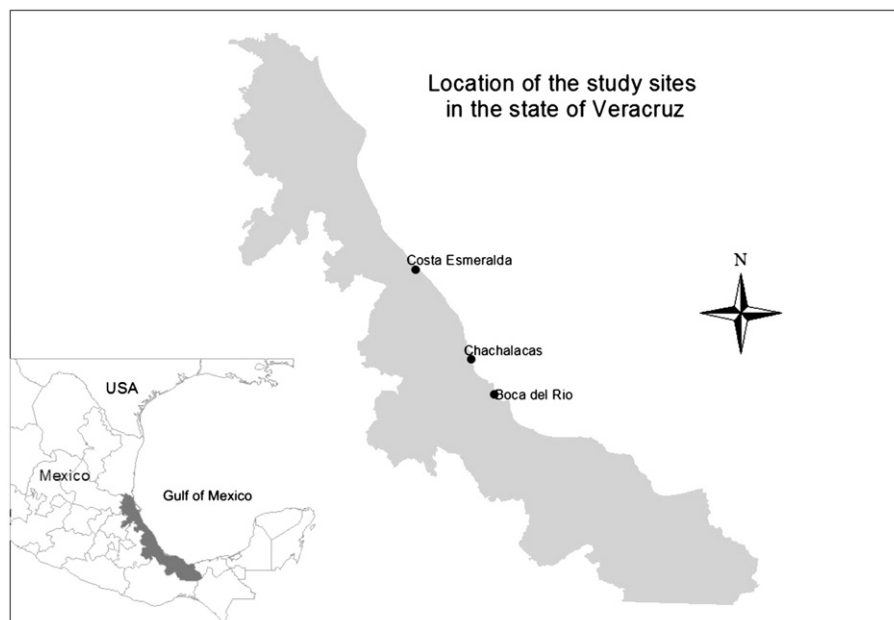 Location of the study sites
in the state of Veracruz
Costa Esmeralda
N
Chachalacas
Boca del Rio
USA
Mexico
Gulf of Mexico